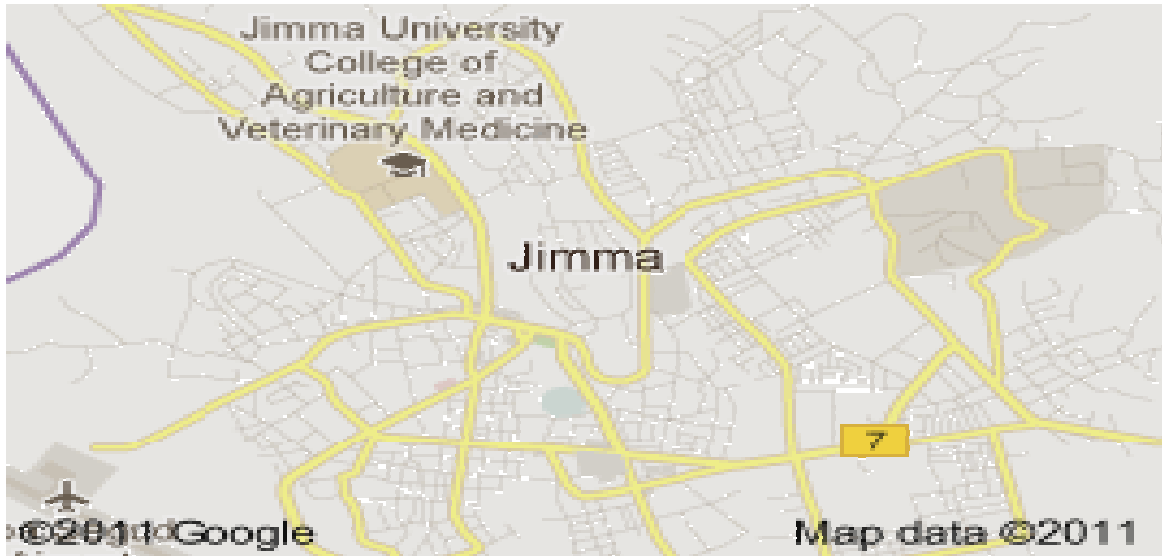 Jimma University
College of
Agriculture and
Veterinary Medicine
Jimma
7
©2011 Google
Map data ©2011